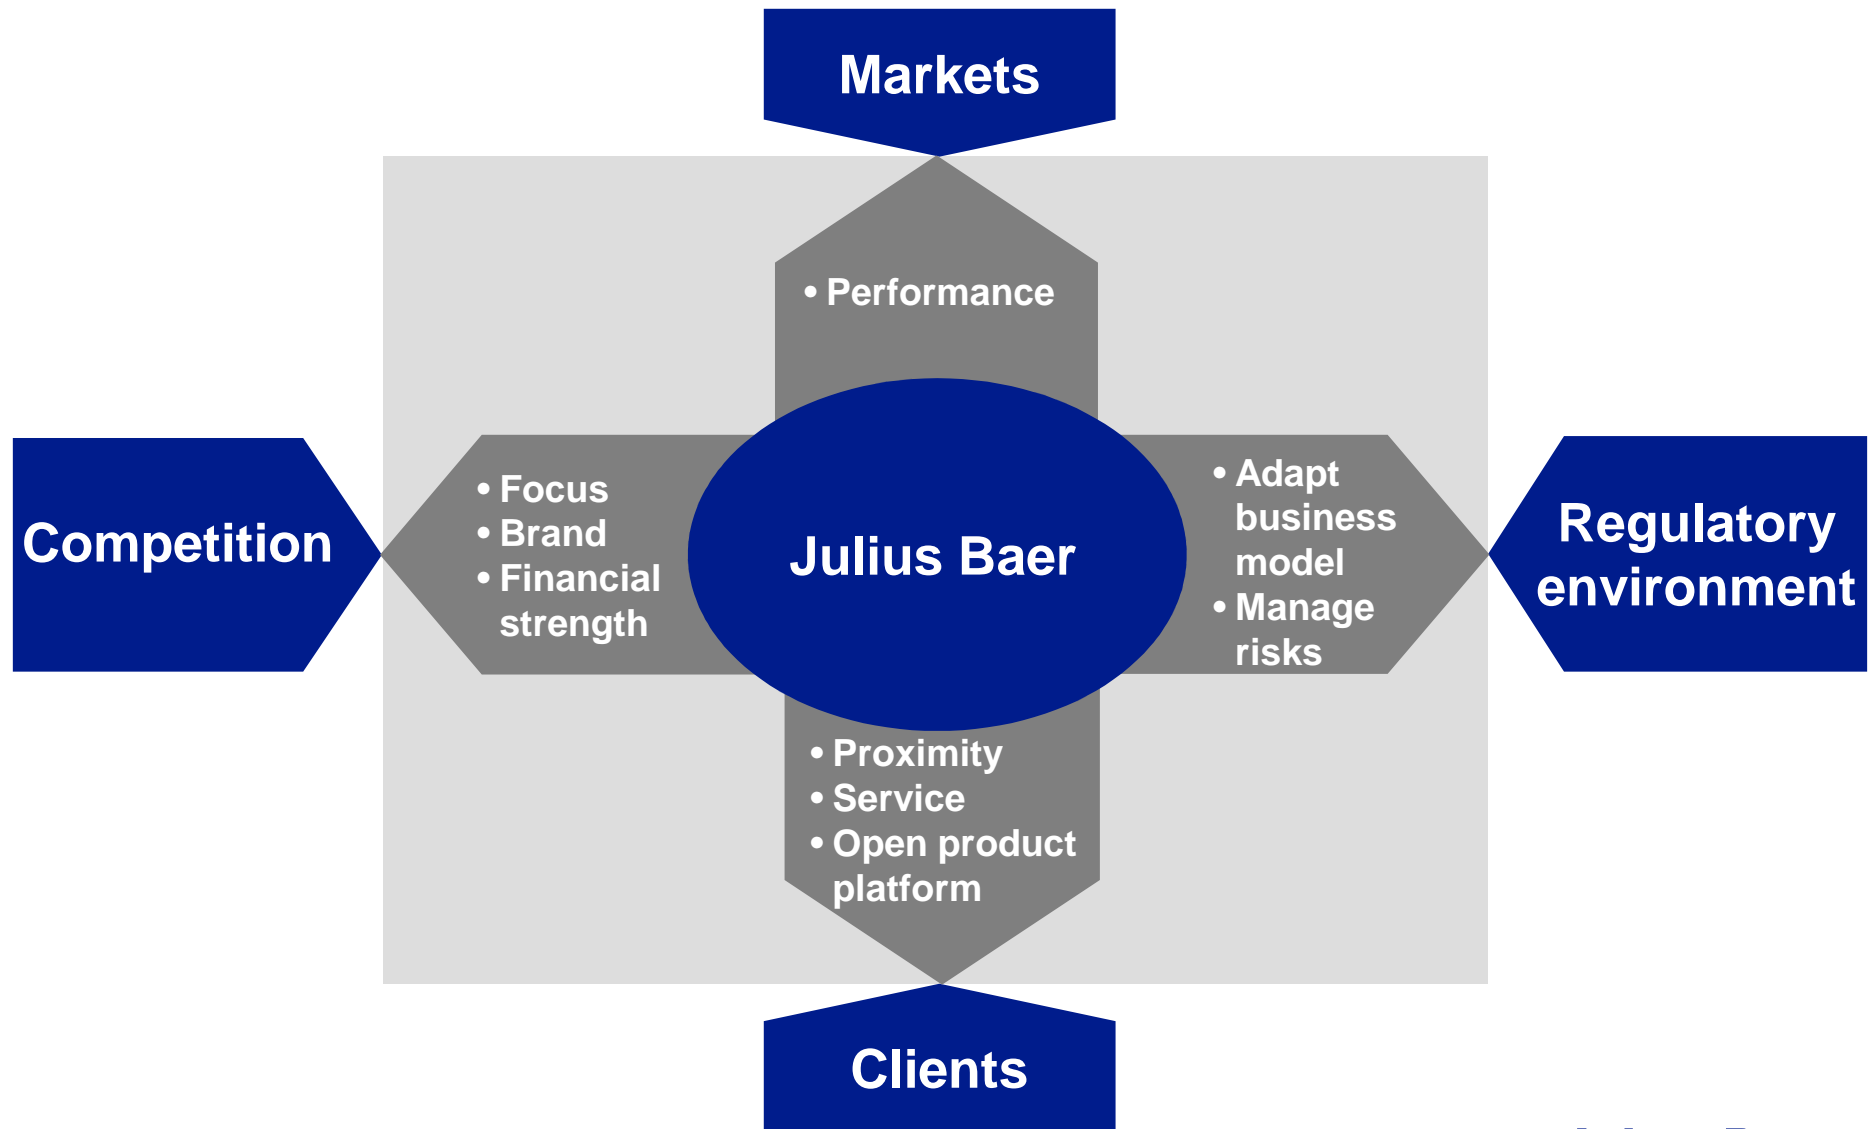 Markets
• Performance
Competition
• Focus
• Brand
• Financial
strength
Julius Baer
• Adapt
business
model
• Manage
risks
Regulatory
environment
• Proximity
• Service
• Open product
platform
Clients